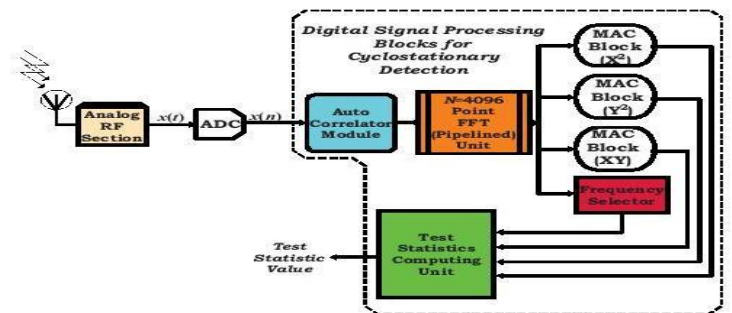 Digital Signal Processing
Blocks for
Cyclostationary
Detection
MAC
Block
(X²)
MAC
Block
(Y²)
MAC
Block
(XY)
Analog
RF
Section
x(t)
ADC
x(n)
Auto
Correlator
Module
N=4096
Point
FFT
(Pipelined)
Unit
Frequency
Selector
Test
Statistics
Computing
Unit
Test
Statistic
Value